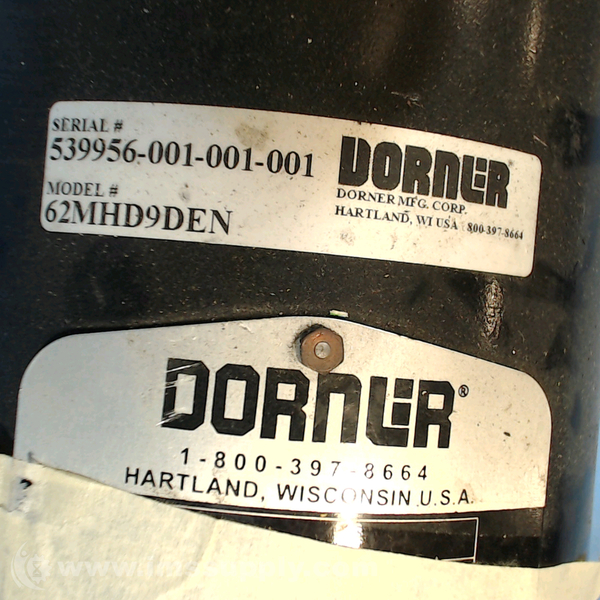 SERIAL #
539956-001-001-001
MODEL #
62MHD9DEN
DORNER
DORNER MFG. CORP.
HARTLAND, WI USA 800-397-8664
DORNER®
1-800-397-8664
HARTLAND, WISCONSIN U.S.A.